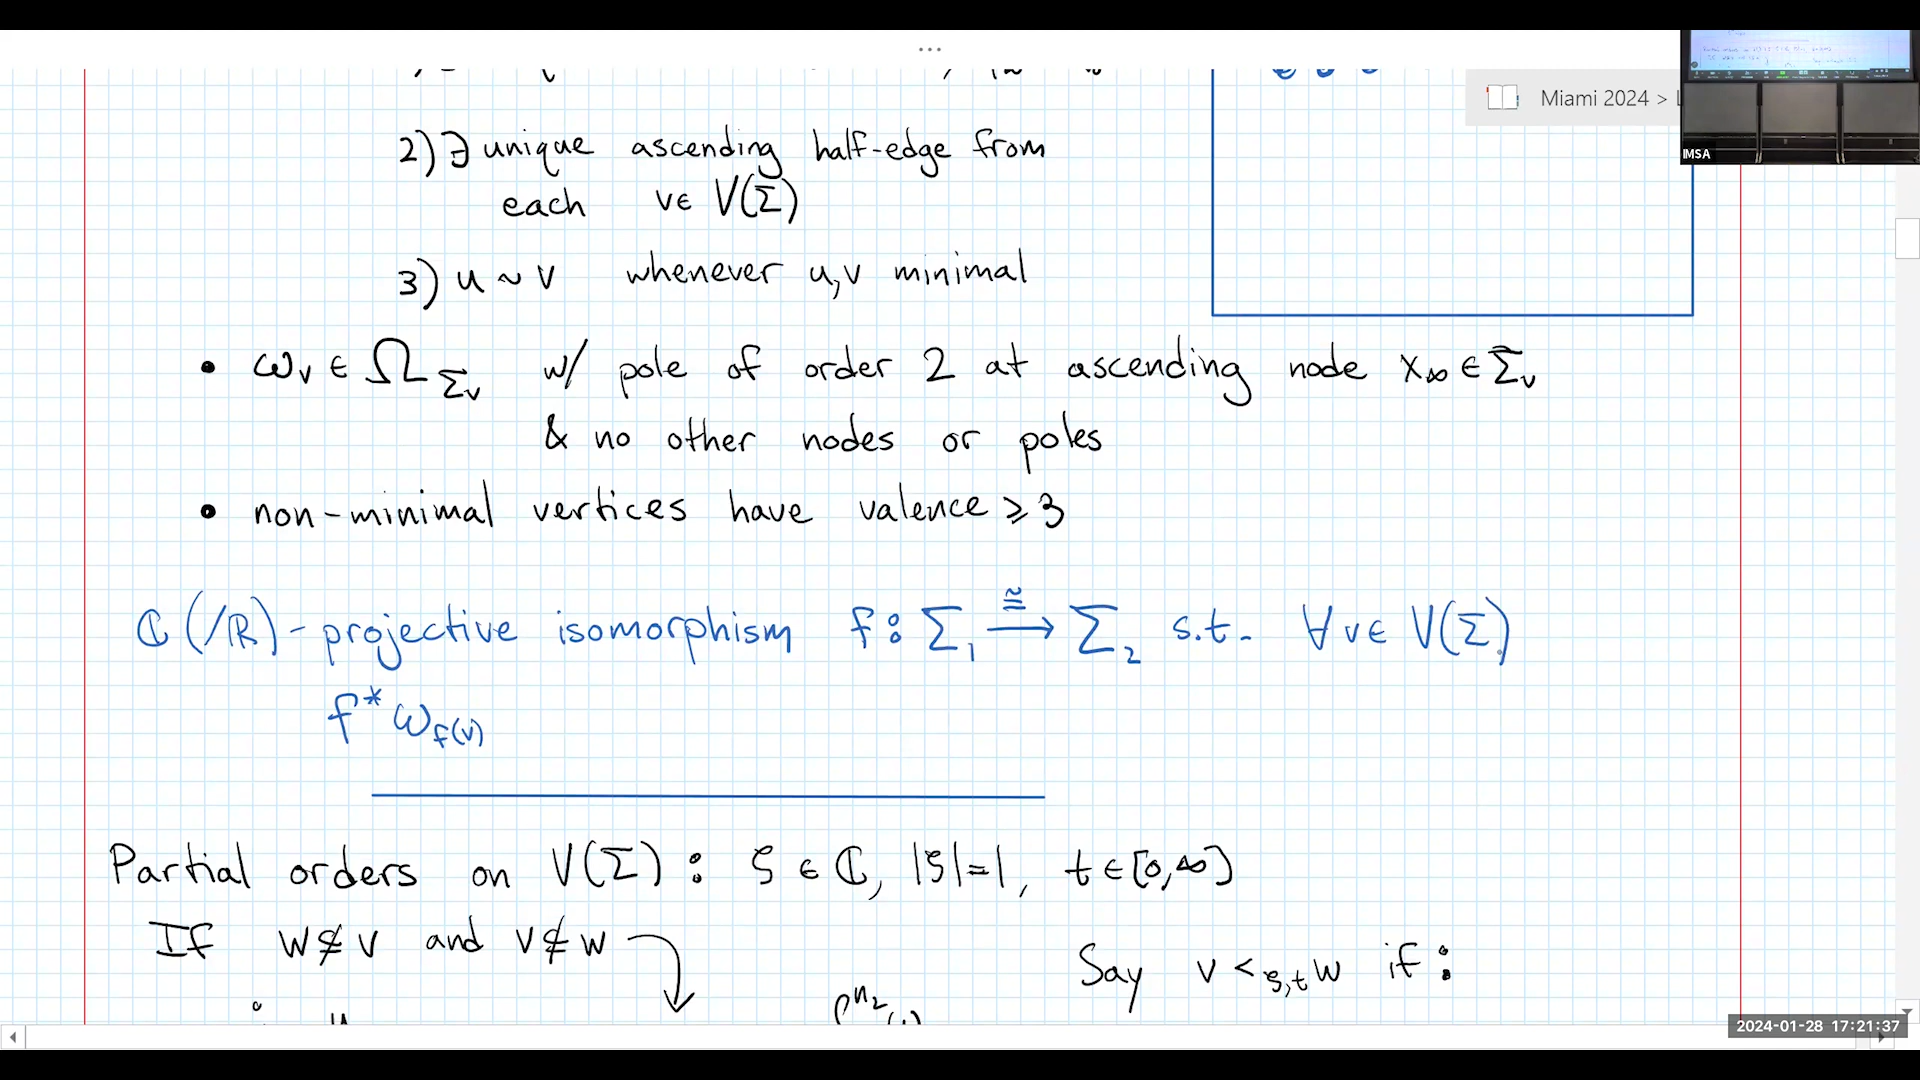 Miami 2024 >
IMSA
2) ∃ unique ascending half-edge from
each v ∈ V(Σ)
3) u ~ v whenever u,v minimal
• ω_v ∈ Ω_{Σ_v} w/ pole of order 2 at ascending node x_∞ ∈ Σ_v
& no other nodes or poles
• non-minimal vertices have valence ⩾ 3
ℂ(/ℝ)-projective isomorphism f: Σ_1 ≅→ Σ_2 s.t. ∀ v ∈ V(Σ)
f^* ω_{f(v)}
Partial orders on V(Σ): ζ ∈ ℂ, |ζ|=1, t ∈ [0,∞]
If w ≰ v and v ≰ w
Say v <_{ζ,t} w if:
2024-01-28 17:21:37